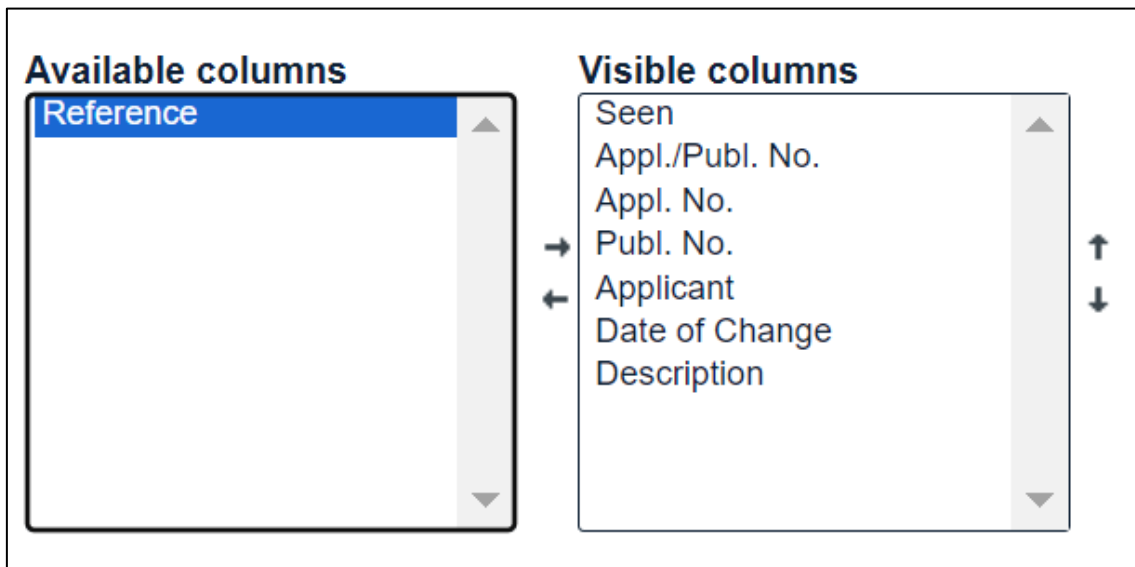 Available columns
Reference
Visible columns
Seen
Appl./Publ. No.
Appl. No.
Publ. No.
Applicant
Date of Change
Description